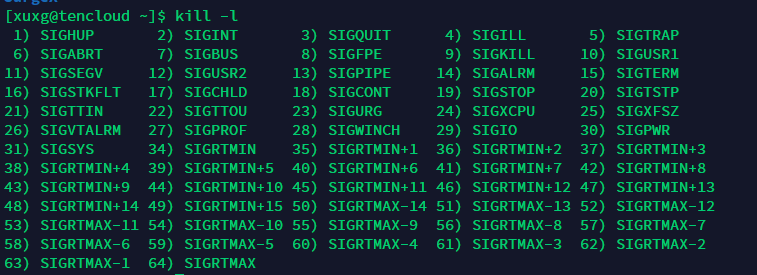 [xuxg@tencloud ~]$ kill -l
 1) SIGHUP       2) SIGINT       3) SIGQUIT      4) SIGILL       5) SIGTRAP
 6) SIGABRT      7) SIGBUS       8) SIGFPE       9) SIGKILL     10) SIGUSR1
11) SIGSEGV     12) SIGUSR2     13) SIGPIPE     14) SIGALRM     15) SIGTERM
16) SIGSTKFLT   17) SIGCHLD     18) SIGCONT     19) SIGSTOP     20) SIGTSTP
21) SIGTTIN     22) SIGTTOU     23) SIGURG      24) SIGXCPU     25) SIGXFSZ
26) SIGVTALRM   27) SIGPROF     28) SIGWINCH    29) SIGIO       30) SIGPWR
31) SIGSYS      34) SIGRTMIN    35) SIGRTMIN+1  36) SIGRTMIN+2  37) SIGRTMIN+3
38) SIGRTMIN+4  39) SIGRTMIN+5  40) SIGRTMIN+6  41) SIGRTMIN+7  42) SIGRTMIN+8
43) SIGRTMIN+9  44) SIGRTMIN+10 45) SIGRTMIN+11 46) SIGRTMIN+12 47) SIGRTMIN+13
48) SIGRTMIN+14 49) SIGRTMIN+15 50) SIGRTMAX-14 51) SIGRTMAX-13 52) SIGRTMAX-12
53) SIGRTMAX-11 54) SIGRTMAX-10 55) SIGRTMAX-9  56) SIGRTMAX-8  57) SIGRTMAX-7
58) SIGRTMAX-6  59) SIGRTMAX-5  60) SIGRTMAX-4  61) SIGRTMAX-3  62) SIGRTMAX-2
63) SIGRTMAX-1  64) SIGRTMAX